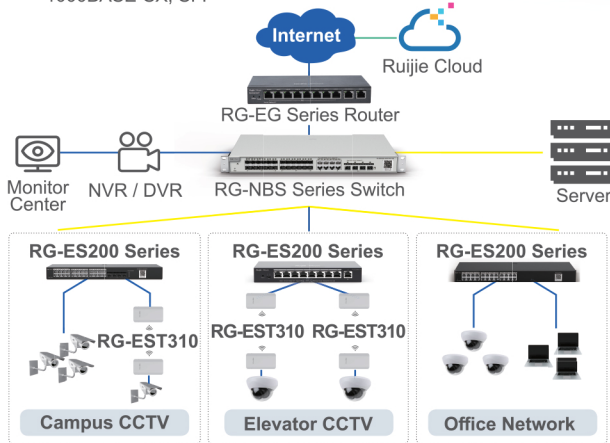 Internet
Ruijie Cloud
RG-EG Series Router
Monitor
Center
NVR / DVR
RG-NBS Series Switch
Server
RG-ES200 Series
RG-ES200 Series
RG-ES200 Series
RG-EST310
RG-EST310
RG-EST310
Campus CCTV
Elevator CCTV
Office Network